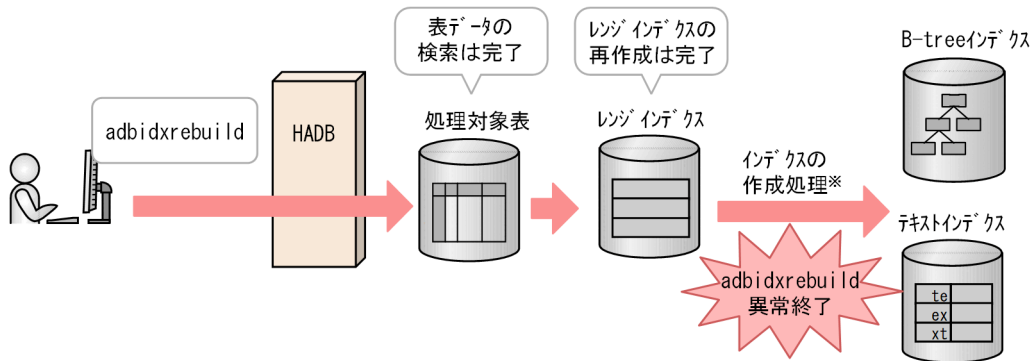 表データの
検索は完了
レンジインデクスの
再作成は完了
B-treeインデクス
adbidxrebuild
HADB
処理対象表
レンジインデクス
インデクスの
作成処理※
テキストインデクス
adbidxrebuild
異常終了
te
ex
xt